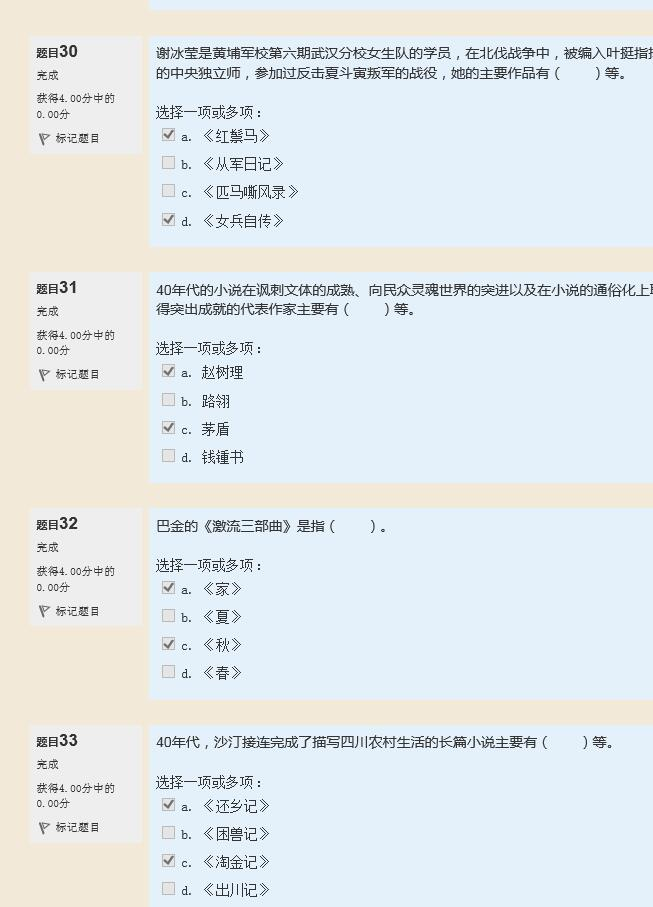 题目30
完成
获得4.00分中的
0.00分
标记题目
谢冰莹是黄埔军校第六期武汉分校女生队的学员，在北伐战争中，被编入叶挺指
的中央独立师，参加过反击夏斗寅叛军的战役，她的主要作品有（　　）等。
选择一项或多项：
a. 《红鬃马》
b. 《从军日记》
c. 《匹马嘶风录》
d. 《女兵自传》
题目31
完成
获得4.00分中的
0.00分
标记题目
40年代的小说在讽刺文体的成熟、向民众灵魂世界的突进以及在小说的通俗化上
得突出成就的代表作家主要有（　　）等。
选择一项或多项：
a. 赵树理
b. 路翎
c. 茅盾
d. 钱锺书
题目32
完成
获得4.00分中的
0.00分
标记题目
巴金的《激流三部曲》是指（　　）。
选择一项或多项：
a. 《家》
b. 《夏》
c. 《秋》
d. 《春》
题目33
完成
获得4.00分中的
0.00分
标记题目
40年代，沙汀接连完成了描写四川农村生活的长篇小说主要有（　　）等。
选择一项或多项：
a. 《还乡记》
b. 《困兽记》
c. 《淘金记》
d. 《出川记》